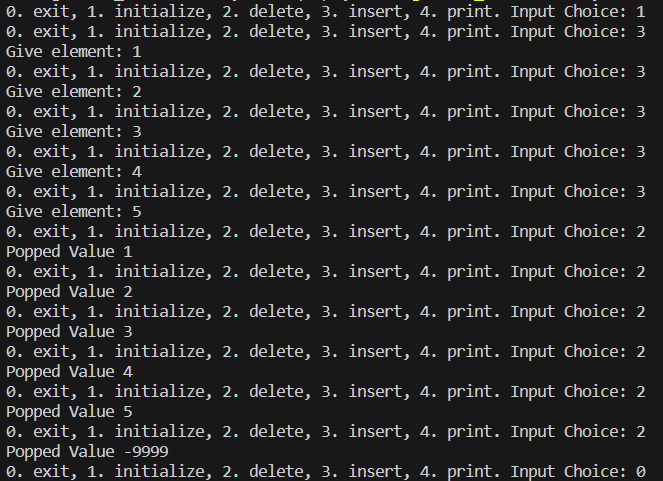 0. exit, 1. initialize, 2. delete, 3. insert, 4. print. Input Choice: 1
0. exit, 1. initialize, 2. delete, 3. insert, 4. print. Input Choice: 3
Give element: 1
0. exit, 1. initialize, 2. delete, 3. insert, 4. print. Input Choice: 3
Give element: 2
0. exit, 1. initialize, 2. delete, 3. insert, 4. print. Input Choice: 3
Give element: 3
0. exit, 1. initialize, 2. delete, 3. insert, 4. print. Input Choice: 3
Give element: 4
0. exit, 1. initialize, 2. delete, 3. insert, 4. print. Input Choice: 3
Give element: 5
0. exit, 1. initialize, 2. delete, 3. insert, 4. print. Input Choice: 2
Popped Value 1
0. exit, 1. initialize, 2. delete, 3. insert, 4. print. Input Choice: 2
Popped Value 2
0. exit, 1. initialize, 2. delete, 3. insert, 4. print. Input Choice: 2
Popped Value 3
0. exit, 1. initialize, 2. delete, 3. insert, 4. print. Input Choice: 2
Popped Value 4
0. exit, 1. initialize, 2. delete, 3. insert, 4. print. Input Choice: 2
Popped Value 5
0. exit, 1. initialize, 2. delete, 3. insert, 4. print. Input Choice: 2
Popped Value -9999
0. exit, 1. initialize, 2. delete, 3. insert, 4. print. Input Choice: 0